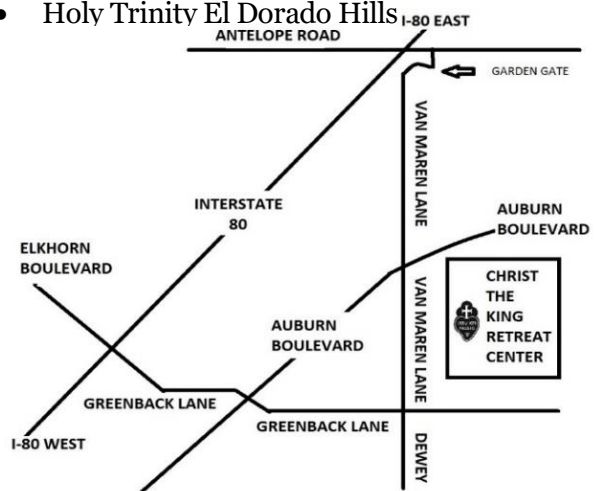 • Holy Trinity El Dorado Hills
I-80 EAST
ANTELOPE ROAD
GARDEN GATE
VAN MAREN LANE
INTERSTATE
80
AUBURN
BOULEVARD
ELKHORN
BOULEVARD
CHRIST
THE
KING
RETREAT
CENTER
VAN MAREN LANE
AUBURN
BOULEVARD
GREENBACK LANE
GREENBACK LANE
I-80 WEST
DEWEY